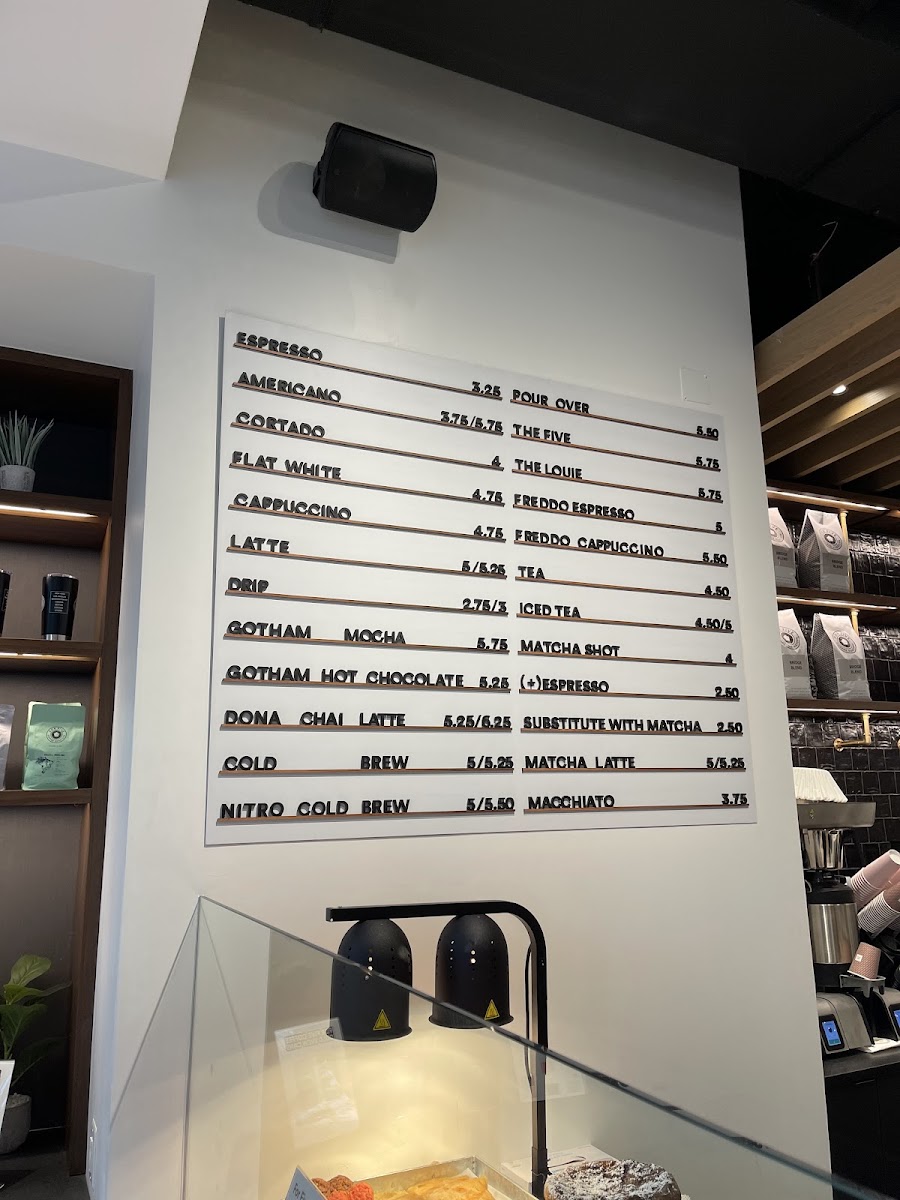 ESPRESSO 3.25
AMERICANO 3.75/5.75
CORTADO 4
FLAT WHITE 4.75
CAPPUCCINO 4.75
LATTE 5/5.25
DRIP 2.75/3
GOTHAM MOCHA 5.75
GOTHAM HOT CHOCOLATE 5.25
DONA CHAI LATTE 5.25/6.25
COLD BREW 5/5.25
NITRO COLD BREW 5/5.50
POUR OVER 5.50
THE FIVE 5.75
THE LOUIE 5.75
FREDDO ESPRESSO 5
FREDDO CAPPUCCINO 5.50
TEA 4.50
ICED TEA 4.50/5
MATCHA SHOT 4
(+)ESPRESSO 2.50
SUBSTITUTE WITH MATCHA 2.50
MATCHA LATTE 5/5.25
MACCHIATO 3.75